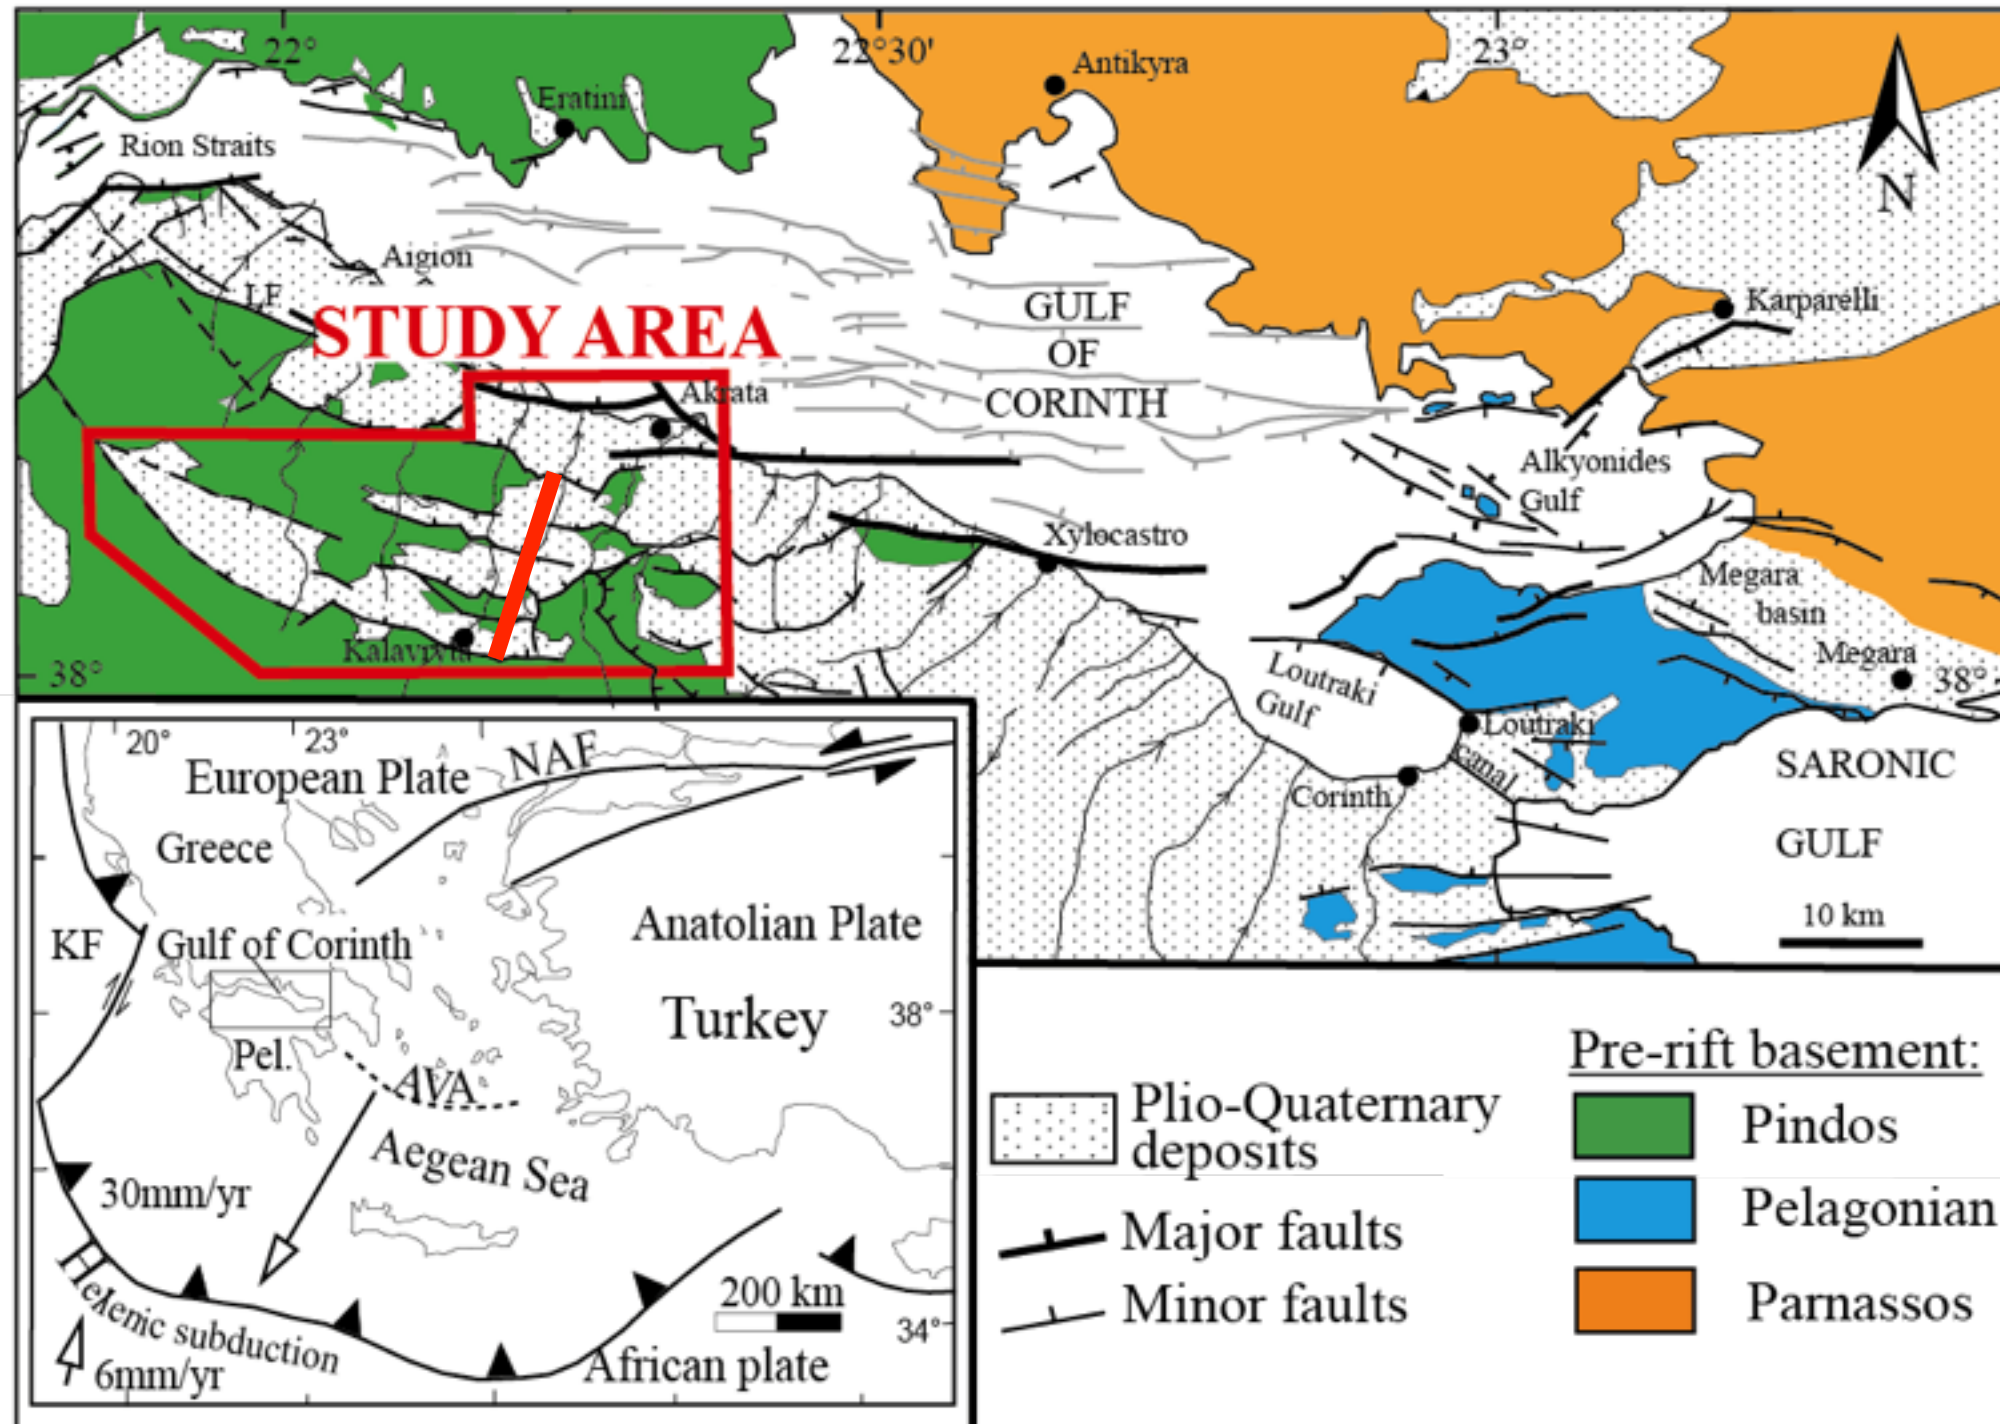 22°
22°30'
23°
Antikyra
Eratini
Rion Straits
N
Aigion
LF
Karparelli
GULF
OF
CORINTH
STUDY AREA
Akrata
Alkyonides
Gulf
Xylocastro
Megara
basin
Kalavryta
Megara
38°
38°
Loutraki
Gulf
Loutraki
canal
Corinth
SARONIC
GULF
10 km
20°
23°
NAF
European Plate
Greece
Anatolian Plate
KF
Gulf of Corinth
Turkey
38°
Pel.
AVA
Aegean Sea
30mm/yr
200 km
34°
Hellenic subduction
6mm/yr
African plate
Plio-Quaternary
deposits
Major faults
Minor faults
Pre-rift basement:
Pindos
Pelagonian
Parnassos